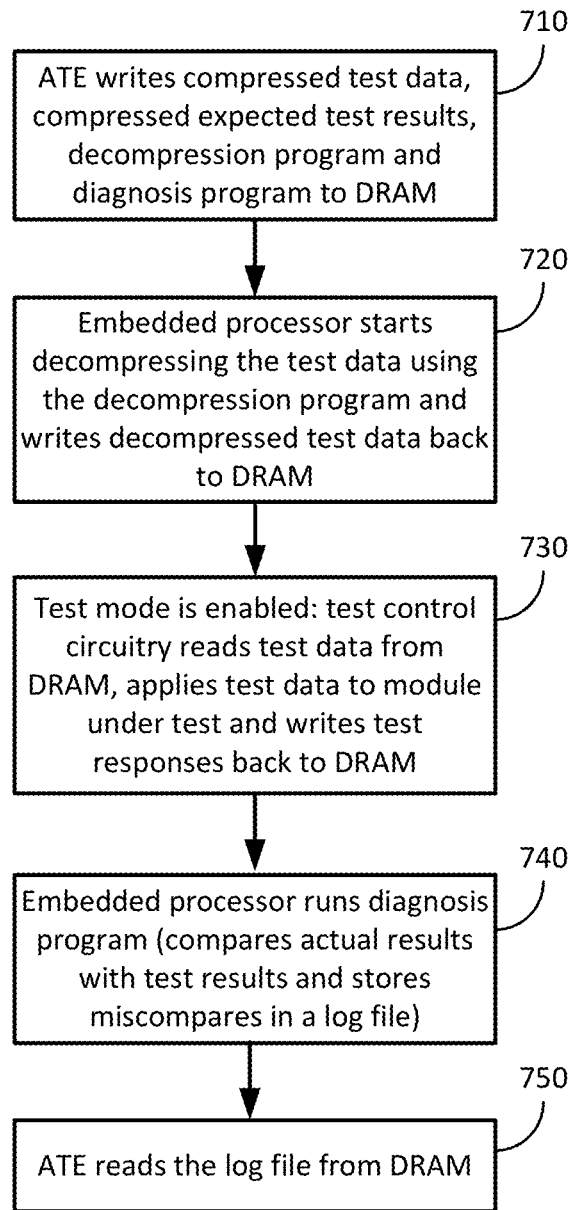 710
ATE writes compressed test data,
compressed expected test results,
decompression program and
diagnosis program to DRAM
720
Embedded processor starts
decompressing the test data using
the decompression program and
writes decompressed test data back
to DRAM
730
Test mode is enabled: test control
circuitry reads test data from
DRAM, applies test data to module
under test and writes test
responses back to DRAM
740
Embedded processor runs diagnosis
program (compares actual results
with test results and stores
miscompares in a log file)
750
ATE reads the log file from DRAM